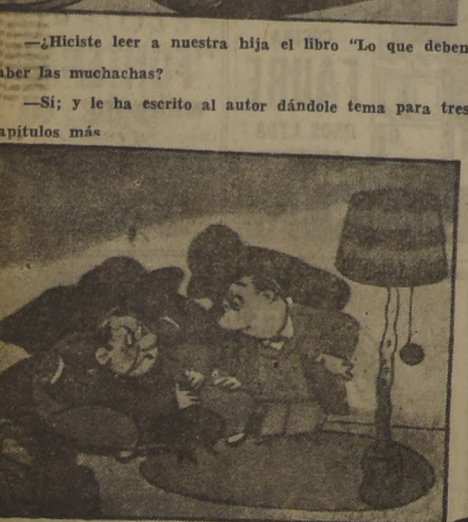 —¿Hiciste leer a nuestra hija el libro "Lo que deben
aber las muchachas?
—Sí; y le ha escrito al autor dándole tema para tres
apítulos más